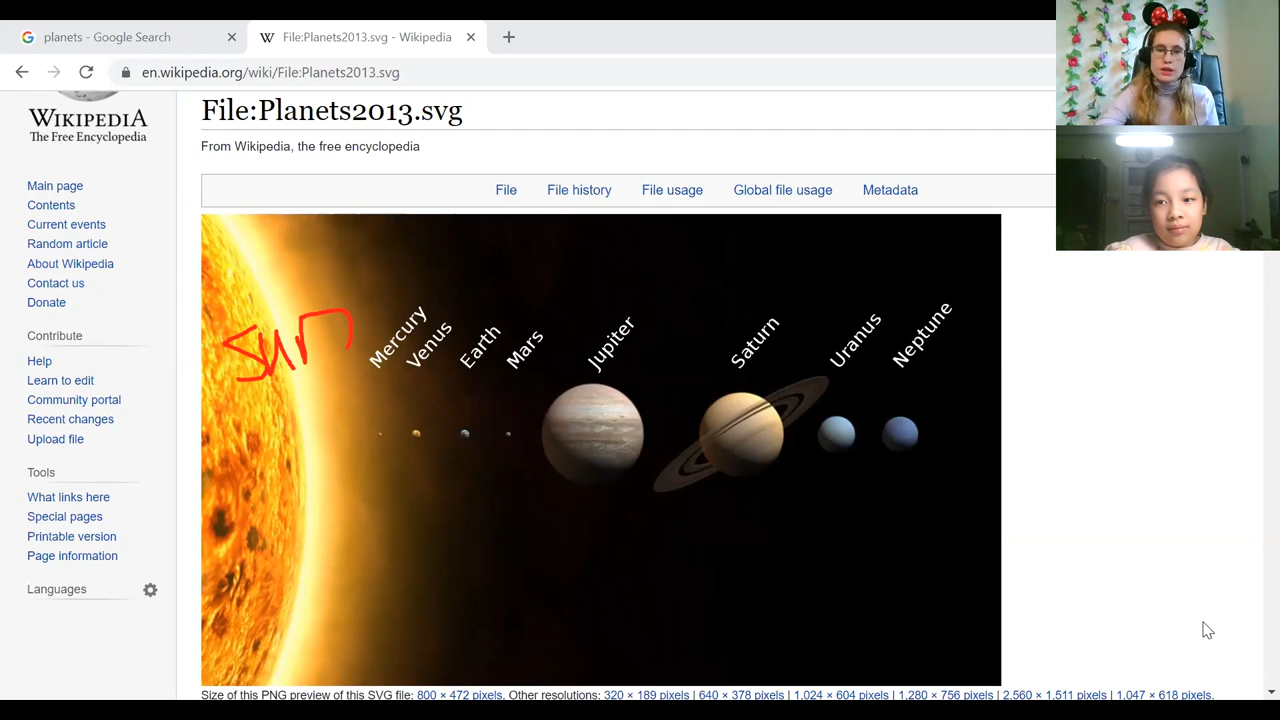 planets - Google Search
File:Planets2013.svg - Wikipedia
en.wikipedia.org/wiki/File:Planets2013.svg
WIKIPEDIA
The Free Encyclopedia
Main page
Contents
Current events
Random article
About Wikipedia
Contact us
Donate
Contribute
Help
Learn to edit
Community portal
Recent changes
Upload file
Tools
What links here
Special pages
Printable version
Page information
Languages
File:Planets2013.svg
From Wikipedia, the free encyclopedia
File File history File usage Global file usage Metadata
sun
Mercury
Venus
Earth
Mars
Jupiter
Saturn
Uranus
Neptune
Size of this PNG preview of this SVG file: 800 × 472 pixels. Other resolutions: 320 × 189 pixels | 640 × 378 pixels | 1,024 × 604 pixels | 1,280 × 756 pixels | 2,560 × 1,511 pixels | 1,047 × 618 pixels.